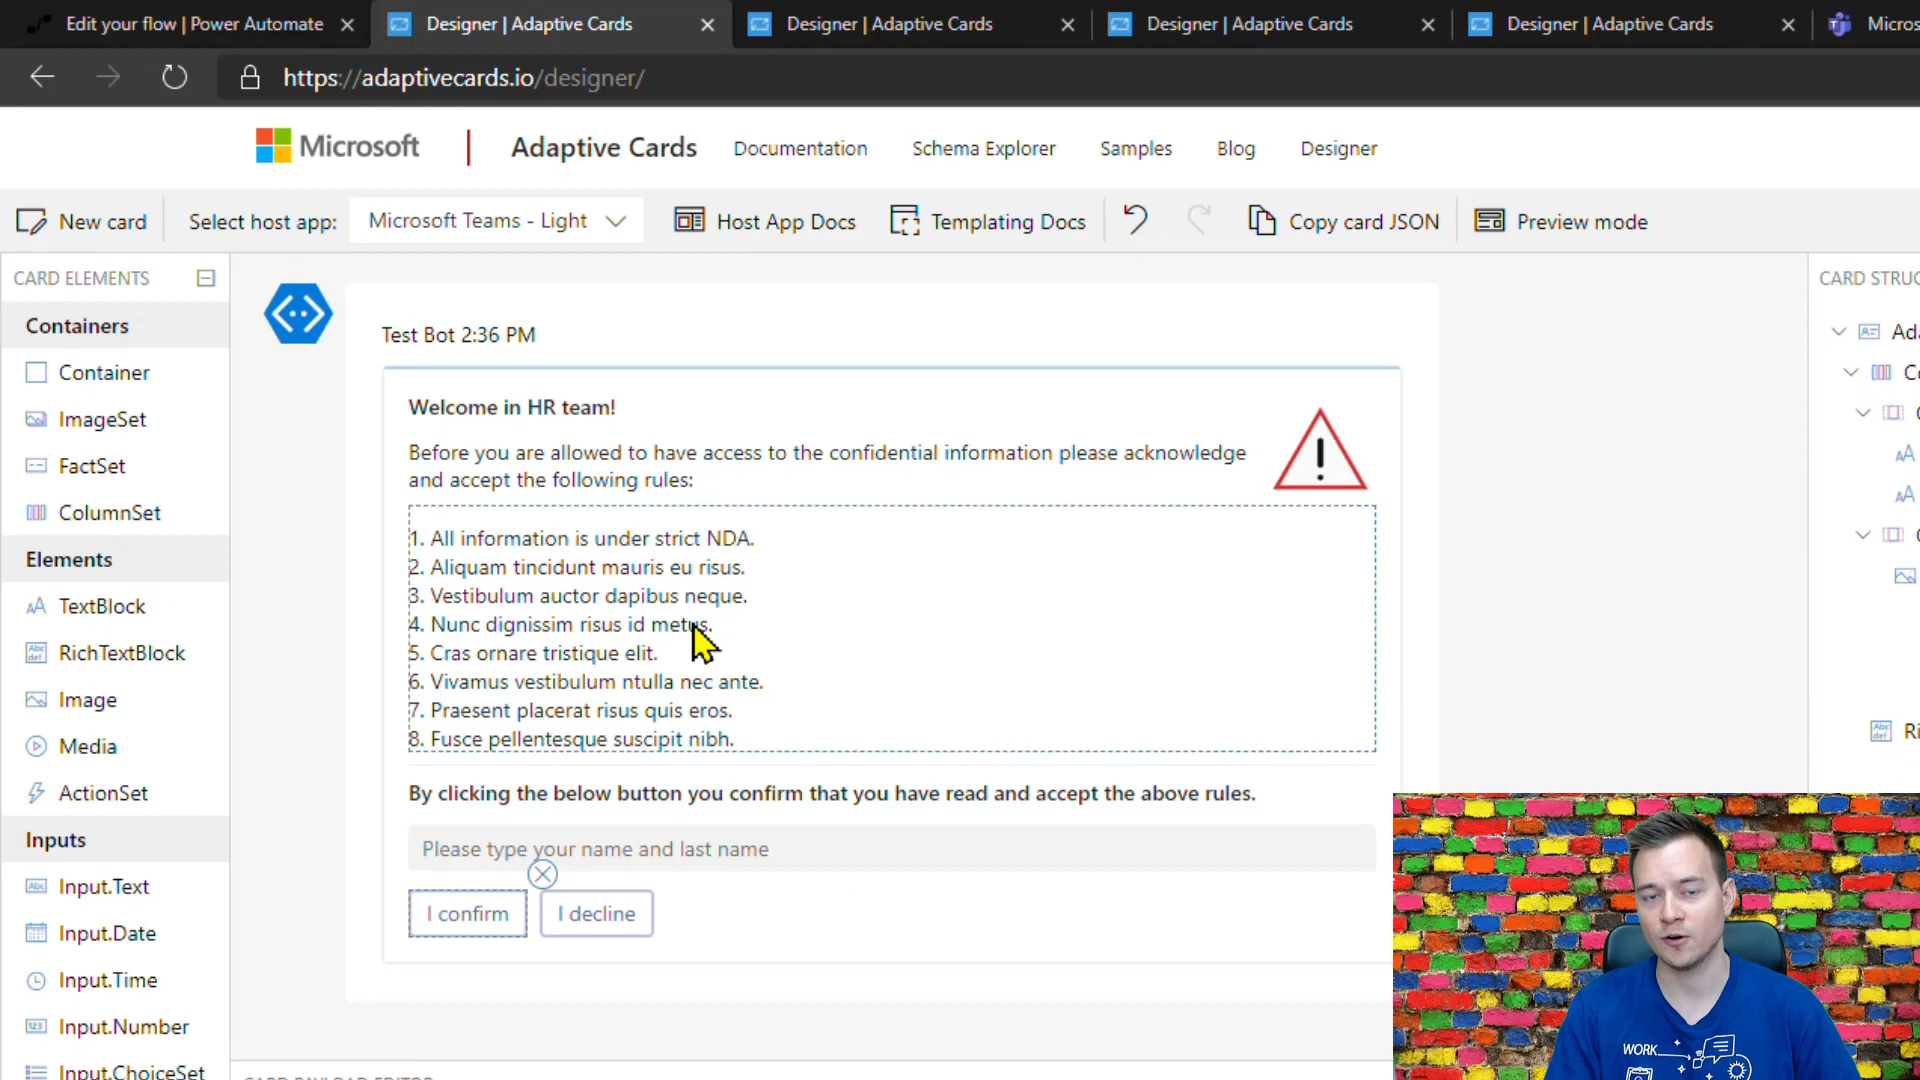 Edit your flow | Power Automate
Designer | Adaptive Cards
Designer | Adaptive Cards
Designer | Adaptive Cards
Designer | Adaptive Cards
Micros
https://adaptivecards.io/designer/
Microsoft
Adaptive Cards
Documentation
Schema Explorer
Samples
Blog
Designer
New card
Select host app:
Microsoft Teams - Light
Host App Docs
Templating Docs
Copy card JSON
Preview mode
CARD ELEMENTS
Containers
Container
ImageSet
FactSet
ColumnSet
Elements
TextBlock
RichTextBlock
Image
Media
ActionSet
Inputs
Input.Text
Input.Date
Input.Time
Input.Number
Input.ChoiceSet
Test Bot 2:36 PM
Welcome in HR team!
Before you are allowed to have access to the confidential information please acknowledge
and accept the following rules:
1. All information is under strict NDA.
2. Aliquam tincidunt mauris eu risus.
3. Vestibulum auctor dapibus neque.
4. Nunc dignissim risus id metus.
5. Cras ornare tristique elit.
6. Vivamus vestibulum ntulla nec ante.
7. Praesent placerat risus quis eros.
8. Fusce pellentesque suscipit nibh.
By clicking the below button you confirm that you have read and accept the above rules.
Please type your name and last name
I confirm
I decline
CARD PAYLOAD EDITOR
CARD STRUC
Ada
Co
Ri
WORK